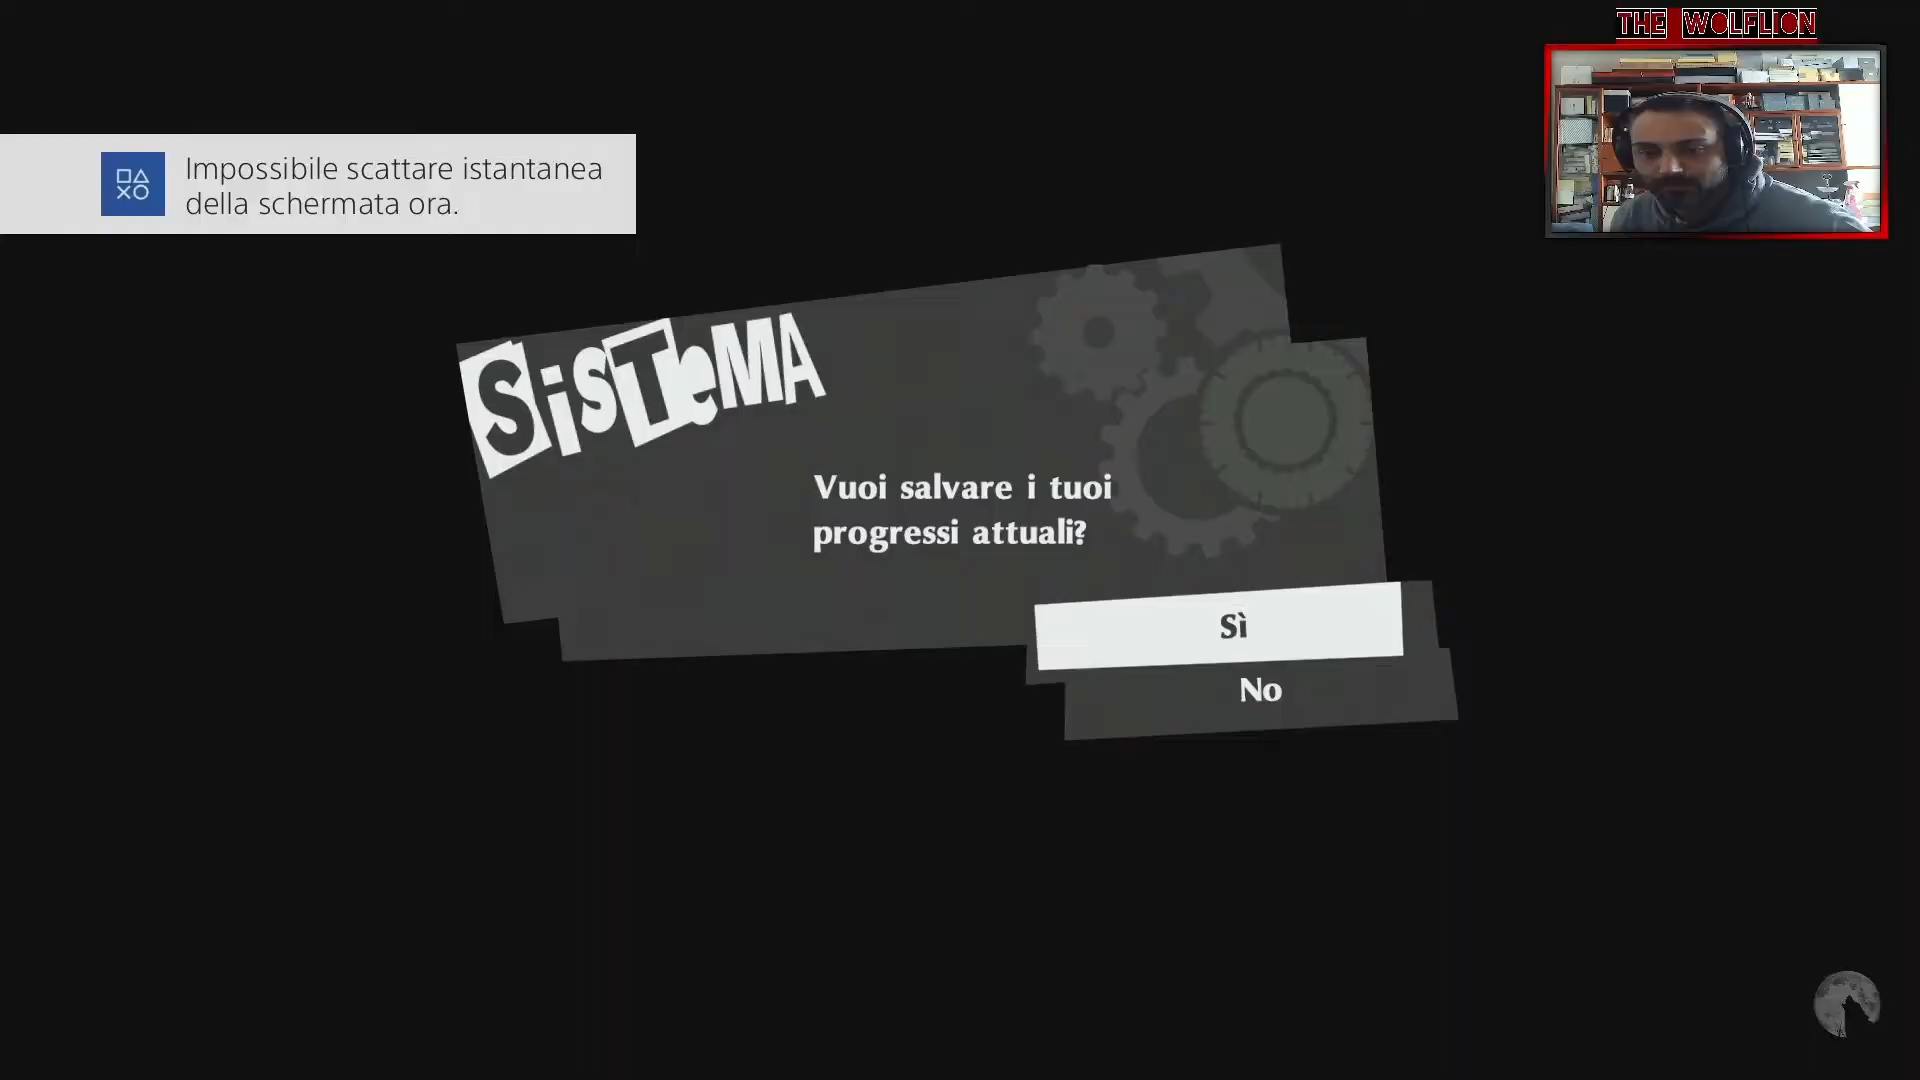 THE WOLFLION
Impossibile scattare istantanea
della schermata ora.
SiSTeMA
Vuoi salvare i tuoi
progressi attuali?
Sì
No